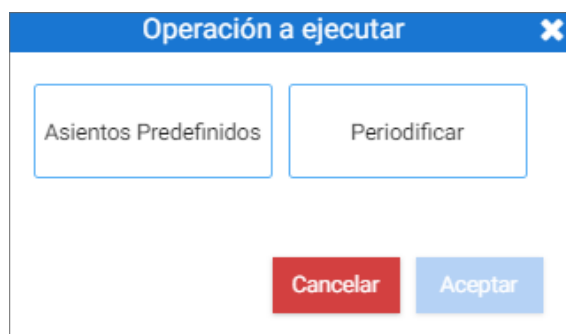 Operación a ejecutar
Asientos Predefinidos
Periodificar
Cancelar
Aceptar